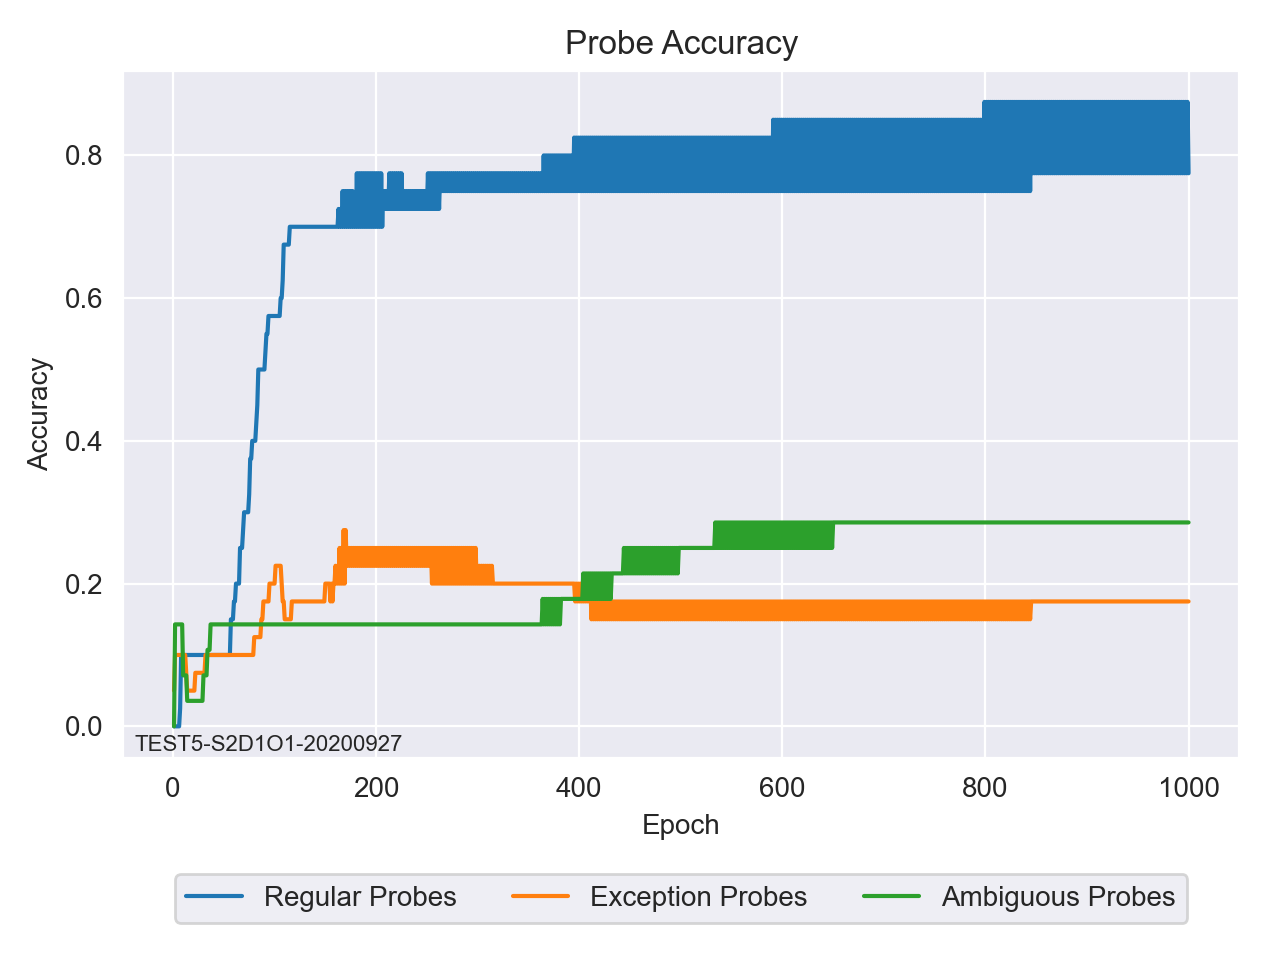 Probe Accuracy
Accuracy
0.8
0.6
0.4
0.2
0.0
TEST5-S2D1O1-20200927
0 200 400 600 800 1000
Epoch
Regular Probes Exception Probes Ambiguous Probes